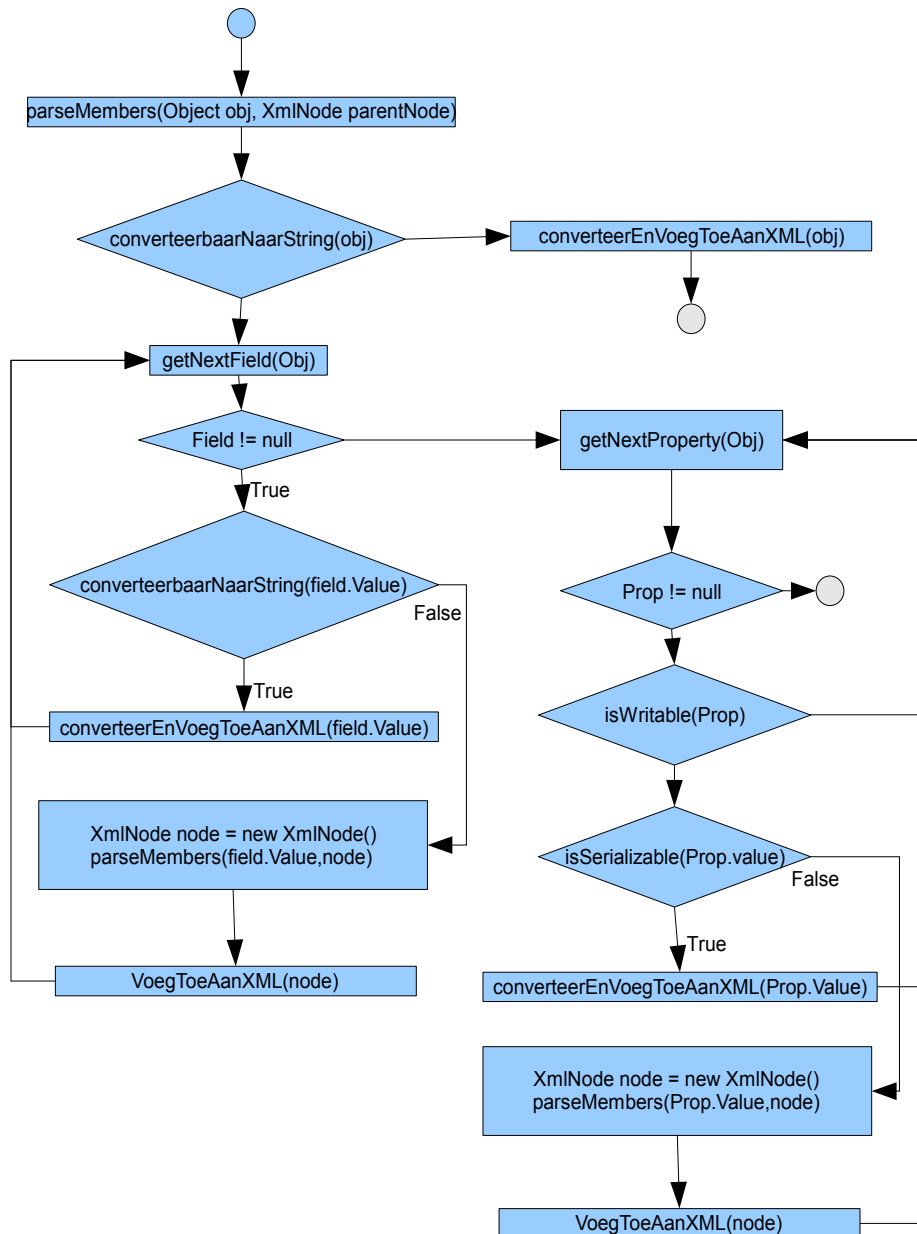 parseMembers(Object obj, XmlNode parentNode)
converteerbaarNaarString(obj)
converteerEnVoegToeAanXML(obj)
getNextField(Obj)
Field != null
getNextProperty(Obj)
True
converteerbaarNaarString(field.Value)
False
Prop != null
True
converteerEnVoegToeAanXML(field.Value)
isWritable(Prop)
XmlNode node = new XmlNode()
parseMembers(field.Value,node)
isSerializable(Prop.value)
False
True
VoegToeAanXML(node)
converteerEnVoegToeAanXML(Prop.Value)
XmlNode node = new XmlNode()
parseMembers(Prop.Value,node)
VoegToeAanXML(node)